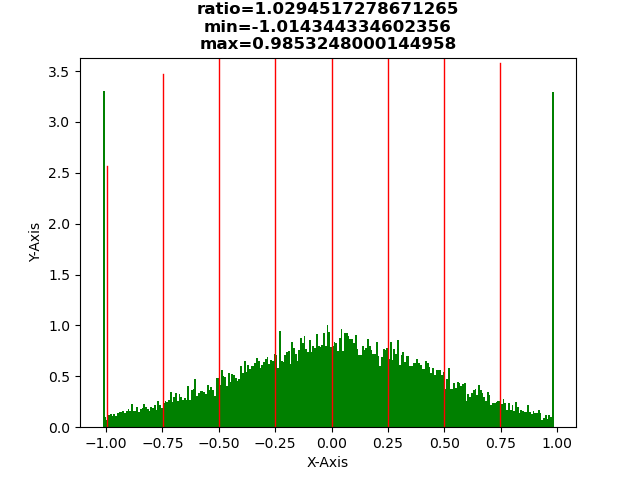 ratio=1.0294517278671265
min=-1.014344334602356
max=0.9853248000144958
3.5
3.0
2.5
2.0
1.5
1.0
0.5
0.0
Y-Axis
−1.00 −0.75 −0.50 −0.25 0.00 0.25 0.50 0.75 1.00
X-Axis